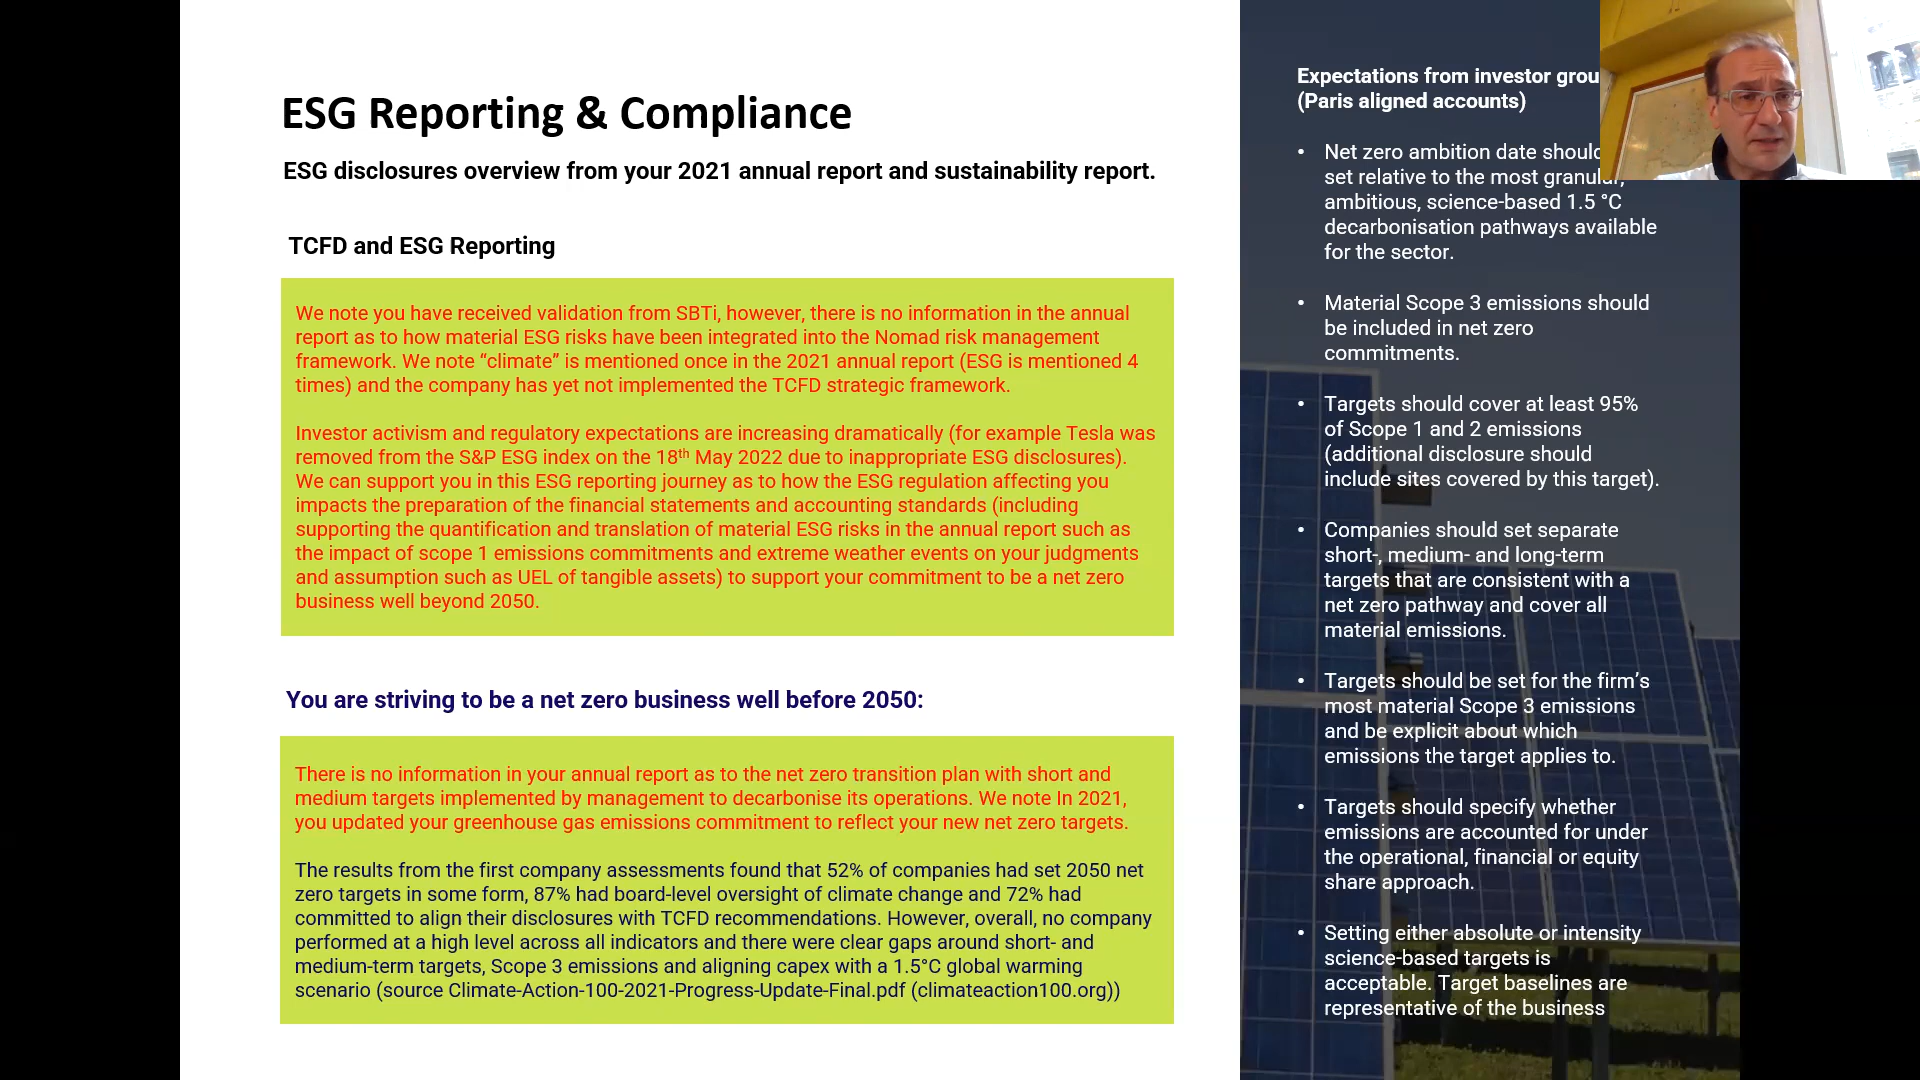 ESG Reporting & Compliance
ESG disclosures overview from your 2021 annual report and sustainability report.
TCFD and ESG Reporting
We note you have received validation from SBTi, however, there is no information in the annual
report as to how material ESG risks have been integrated into the Nomad risk management
framework. We note “climate” is mentioned once in the 2021 annual report (ESG is mentioned 4
times) and the company has yet not implemented the TCFD strategic framework.
Investor activism and regulatory expectations are increasing dramatically (for example Tesla was
removed from the S&P ESG index on the 18th May 2022 due to inappropriate ESG disclosures).
We can support you in this ESG reporting journey as to how the ESG regulation affecting you
impacts the preparation of the financial statements and accounting standards (including
supporting the quantification and translation of material ESG risks in the annual report such as
the impact of scope 1 emissions commitments and extreme weather events on your judgments
and assumption such as UEL of tangible assets) to support your commitment to be a net zero
business well beyond 2050.
You are striving to be a net zero business well before 2050:
There is no information in your annual report as to the net zero transition plan with short and
medium targets implemented by management to decarbonise its operations. We note In 2021,
you updated your greenhouse gas emissions commitment to reflect your new net zero targets.
The results from the first company assessments found that 52% of companies had set 2050 net
zero targets in some form, 87% had board-level oversight of climate change and 72% had
committed to align their disclosures with TCFD recommendations. However, overall, no company
performed at a high level across all indicators and there were clear gaps around short- and
medium-term targets, Scope 3 emissions and aligning capex with a 1.5°C global warming
scenario (source Climate-Action-100-2021-Progress-Update-Final.pdf (climateaction100.org))
Expectations from investor
(Paris aligned accounts)
• Net zero ambition date
set relative to the most granular,
ambitious, science-based 1.5 °C
decarbonisation pathways available
for the sector.
• Material Scope 3 emissions should
be included in net zero
commitments.
• Targets should cover at least 95%
of Scope 1 and 2 emissions
(additional disclosure should
include sites covered by this target).
• Companies should set separate
short-, medium- and long-term
targets that are consistent with a
net zero pathway and cover all
material emissions.
• Targets should be set for the firm’s
most material Scope 3 emissions
and be explicit about which
emissions the target applies to.
• Targets should specify whether
emissions are accounted for under
the operational, financial or equity
share approach.
• Setting either absolute or intensity
science-based targets is
acceptable. Target baselines are
representative of the business